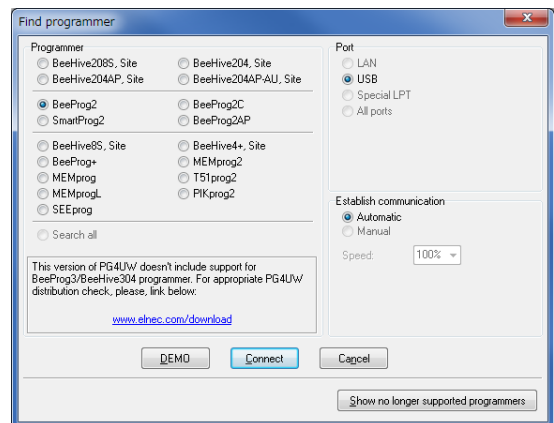 Find programmer
Programmer
BeeHive208S, Site
BeeHive204, Site
BeeHive204AP, Site
BeeHive204AP-AU, Site
BeeProg2
BeeProg2C
SmartProg2
BeeProg2AP
BeeHive8S, Site
BeeHive4+, Site
BeeProg+
MEMprog2
MEMprog
T51prog2
MEMprogL
PIKprog2
SEEprog
Search all
This version of PG4UW doesn't include support for
BeeProg3/BeeHive304 programmer. For appropriate PG4UW
distribution check, please, link below:
www.elnec.com/download
Port
LAN
USB
Special LPT
All ports
Establish communication
Automatic
Manual
Speed: 100%
DEMO
Connect
Cancel
Show no longer supported programmers